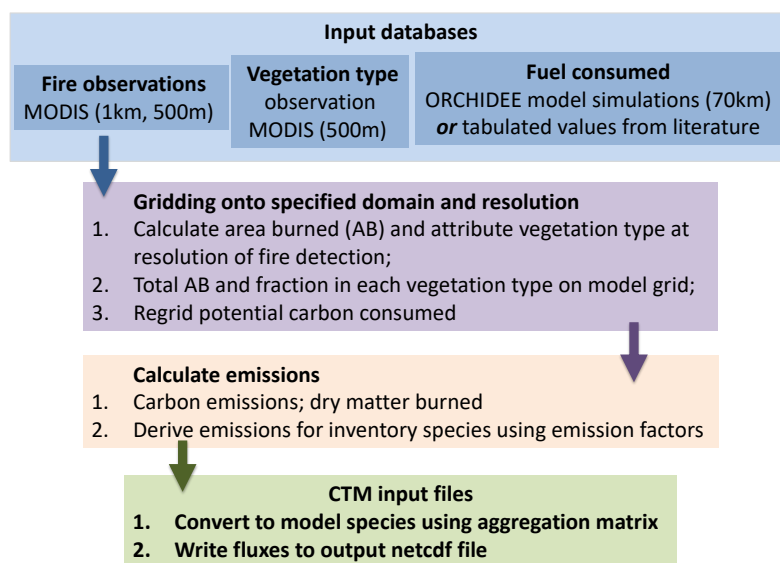 Input databases
Fire observations
MODIS (1km, 500m)
Vegetation type
observation
MODIS (500m)
Fuel consumed
ORCHIDEE model simulations (70km)
or tabulated values from literature
Gridding onto specified domain and resolution
1. Calculate area burned (AB) and attribute vegetation type at
resolution of fire detection;
2. Total AB and fraction in each vegetation type on model grid;
3. Regrid potential carbon consumed
Calculate emissions
1. Carbon emissions; dry matter burned
2. Derive emissions for inventory species using emission factors
CTM input files
1. Convert to model species using aggregation matrix
2. Write fluxes to output netcdf file